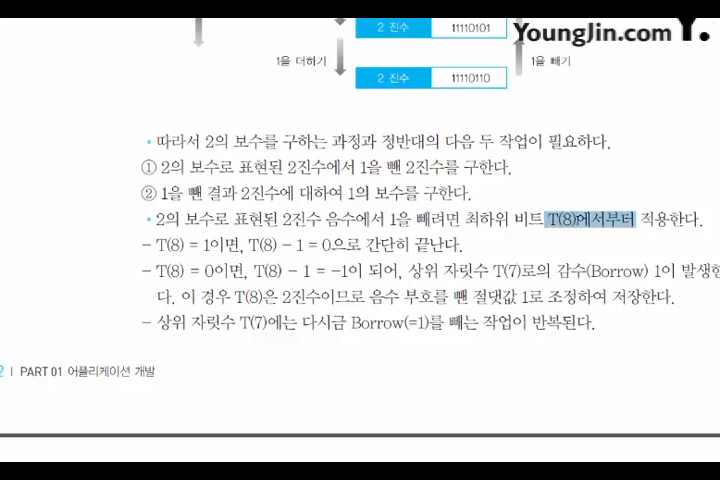 2 진수 11110101
YoungJin.com Y.
1을 더하기 1을 빼기
2 진수 11110110
• 따라서 2의 보수를 구하는 과정과 정반대의 다음 두 작업이 필요하다.
① 2의 보수로 표현된 2진수에서 1을 뺀 2진수를 구한다.
② 1을 뺀 결과 2진수에 대하여 1의 보수를 구한다.
• 2의 보수로 표현된 2진수 음수에서 1을 빼려면 최하위 비트 T(8)에서부터 적용한다.
– T(8) = 1이면, T(8) – 1 = 0으로 간단히 끝난다.
– T(8) = 0이면, T(8) – 1 = –1이 되어, 상위 자릿수 T(7)로의 감수(Borrow) 1이 발생한
다. 이 경우 T(8)은 2진수이므로 음수 부호를 뺀 절댓값 1로 조정하여 저장한다.
– 상위 자릿수 T(7)에는 다시금 Borrow(=1)를 빼는 작업이 반복된다.
2 | PART 01 어플리케이션 개발